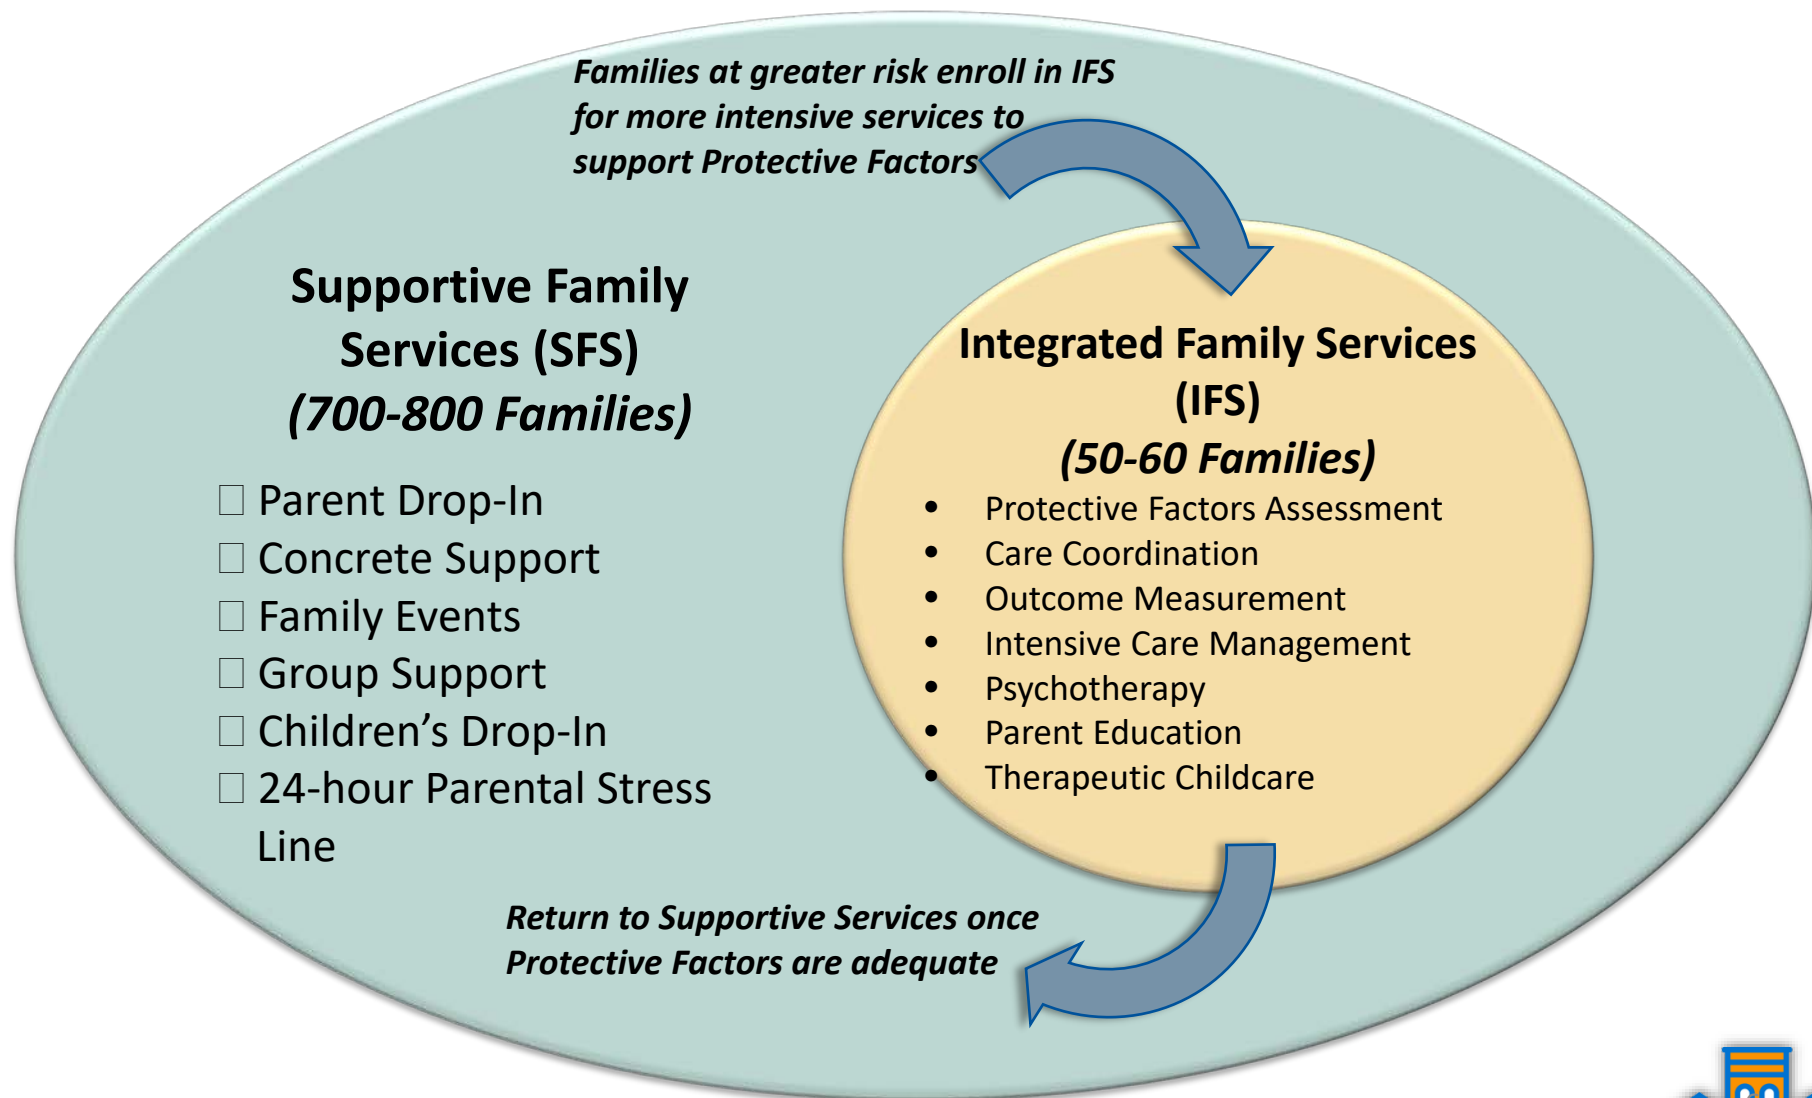 Families at greater risk enroll in IFS
for more intensive services to
support Protective Factors
Supportive Family
Services (SFS)
(700-800 Families)
□ Parent Drop-In
□ Concrete Support
□ Family Events
□ Group Support
□ Children’s Drop-In
□ 24-hour Parental Stress
Line
Integrated Family Services
(IFS)
(50-60 Families)
• Protective Factors Assessment
• Care Coordination
• Outcome Measurement
• Intensive Care Management
• Psychotherapy
• Parent Education
• Therapeutic Childcare
Return to Supportive Services once
Protective Factors are adequate